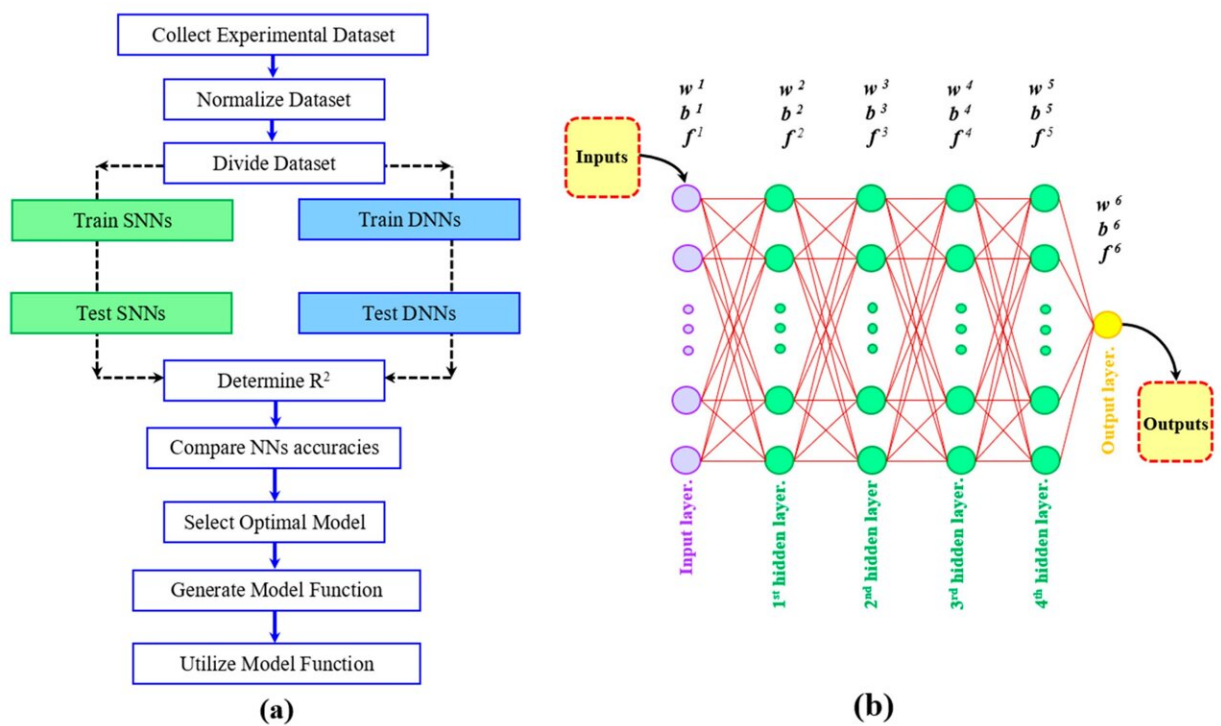 Collect Experimental Dataset
Normalize Dataset
Divide Dataset
Train SNNs
Train DNNs
Test SNNs
Test DNNs
Determine R²
Compare NNs accuracies
Select Optimal Model
Generate Model Function
Utilize Model Function
(a)
w¹ w² w³ w⁴ w⁵
b¹ b² b³ b⁴ b⁵
f¹ f² f³ f⁴ f⁵
Inputs
w⁶
b⁶
f⁶
Outputs
Input layer.
1st hidden layer.
2nd hidden layer
3rd hidden layer.
4th hidden layer.
Output layer.
(b)